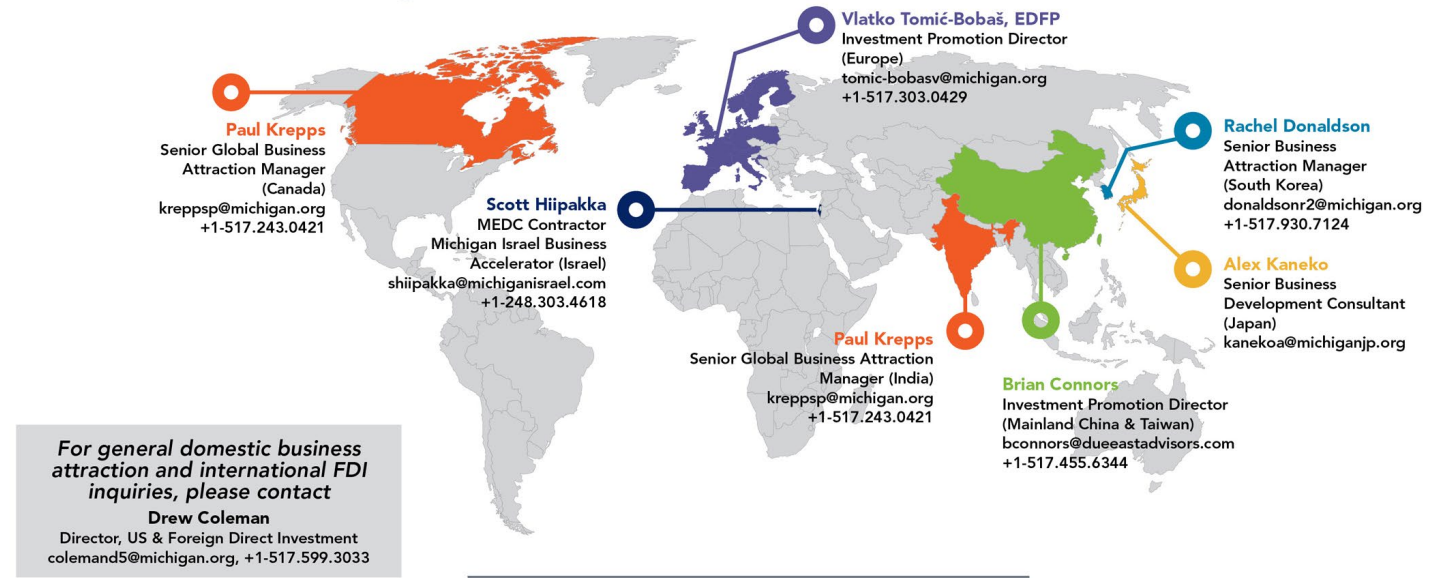 Vlatko Tomić-Bobaš, EDFP
Investment Promotion Director
(Europe)
tomic-bobasv@michigan.org
+1-517.303.0429
Paul Krepps
Senior Global Business
Attraction Manager
(Canada)
kreppsp@michigan.org
+1-517.243.0421
Rachel Donaldson
Senior Business
Attraction Manager
(South Korea)
donaldsonr2@michigan.org
+1-517.930.7124
Scott Hiipakka
MEDC Contractor
Michigan Israel Business
Accelerator (Israel)
shiipakka@michiganisrael.com
+1-248.303.4618
Alex Kaneko
Senior Business
Development Consultant
(Japan)
kanekoa@michiganjp.org
Paul Krepps
Senior Global Business Attraction
Manager (India)
kreppsp@michigan.org
+1-517.243.0421
Brian Connors
Investment Promotion Director
(Mainland China & Taiwan)
bconnors@dueeastadvisors.com
+1-517.455.6344
For general domestic business
attraction and international FDI
inquiries, please contact
Drew Coleman
Director, US & Foreign Direct Investment
colemand5@michigan.org, +1-517.599.3033